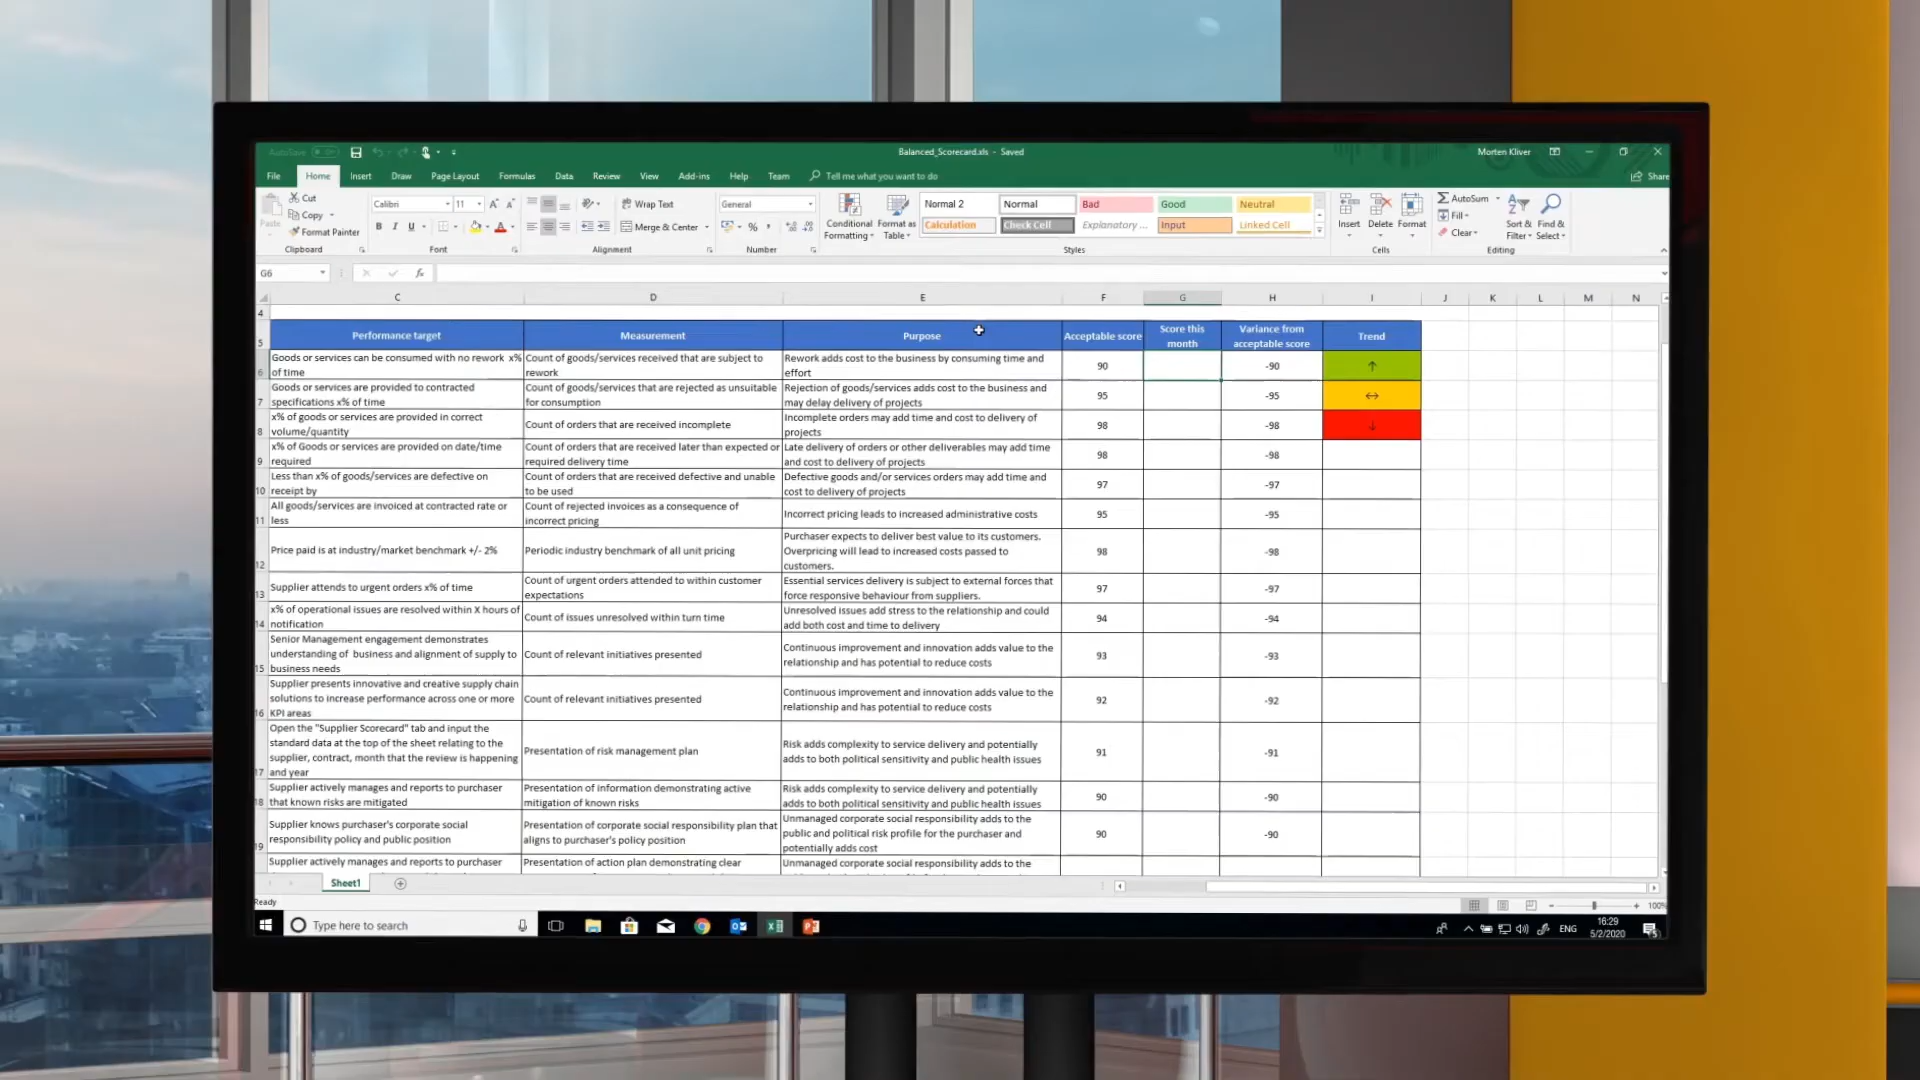 AutoSave
Balanced_Scorecard.xls - Saved
Morten Kliver
File Home Insert Draw Page Layout Formulas Data Review View Add-ins Help Team Tell me what you want to do
Share
Paste
Cut
Copy
Format Painter
Clipboard
Calibri 11
B I U
Font
Wrap Text
Merge & Center
Alignment
General
%
Number
Conditional
Formatting
Format as
Table
Normal 2 Normal Bad Good Neutral
Calculation Check Cell Explanatory ... Input Linked Cell
Styles
Insert Delete Format
Cells
AutoSum
Fill
Clear
Sort &
Filter
Find &
Select
Editing
G6 fx
C D E F G H I J K L M N
4
5 Performance target Measurement Purpose Acceptable score Score this
month Variance from
acceptable score Trend
6 Goods or services can be consumed with no rework x%
of time Count of goods/services received that are subject to
rework Rework adds cost to the business by consuming time and
effort 90 -90 ↑
7 Goods or services are provided to contracted
specifications x% of time Count of goods/services that are rejected as unsuitable
for consumption Rejection of goods/services adds cost to the business and
may delay delivery of projects 95 -95 ↔
8 x% of goods or services are provided in correct
volume/quantity Count of orders that are received incomplete Incomplete orders may add time and cost to delivery of
projects 98 -98 ↓
9 x% of Goods or services are provided on date/time
required Count of orders that are received later than expected or
required delivery time Late delivery of orders or other deliverables may add time
and cost to delivery of projects 98 -98
10 Less than x% of goods/services are defective on
receipt by Count of orders that are received defective and unable
to be used Defective goods and/or services orders may add time and
cost to delivery of projects 97 -97
11 All goods/services are invoiced at contracted rate or
less Count of rejected invoices as a consequence of
incorrect pricing Incorrect pricing leads to increased administrative costs 95 -95
12 Price paid is at industry/market benchmark +/- 2% Periodic industry benchmark of all unit pricing Purchaser expects to deliver best value to its customers.
Overpricing will lead to increased costs passed to
customers. 98 -98
13 Supplier attends to urgent orders x% of time Count of urgent orders attended to within customer
expectations Essential services delivery is subject to external forces that
force responsive behaviour from suppliers. 97 -97
14 x% of operational issues are resolved within X hours of
notification Count of issues unresolved within turn time Unresolved issues add stress to the relationship and could
add both cost and time to delivery 94 -94
15 Senior Management engagement demonstrates
understanding of business and alignment of supply to
business needs Count of relevant initiatives presented Continuous improvement and innovation adds value to the
relationship and has potential to reduce costs 93 -93
16 Supplier presents innovative and creative supply chain
solutions to increase performance across one or more
KPI areas Count of relevant initiatives presented Continuous improvement and innovation adds value to the
relationship and has potential to reduce costs 92 -92
17 Open the "Supplier Scorecard" tab and input the
standard data at the top of the sheet relating to the
supplier, contract, month that the review is happening
and year Presentation of risk management plan Risk adds complexity to service delivery and potentially
adds to both political sensitivity and public health issues 91 -91
18 Supplier actively manages and reports to purchaser
that known risks are mitigated Presentation of information demonstrating active
mitigation of known risks Risk adds complexity to service delivery and potentially
adds to both political sensitivity and public health issues 90 -90
19 Supplier knows purchaser's corporate social
responsibility policy and public position Presentation of corporate social responsibility plan that
aligns to purchaser's policy position Unmanaged corporate social responsibility adds to the
public and political risk profile for the purchaser and
potentially adds cost 90 -90
Supplier actively manages and reports to purchaser Presentation of action plan demonstrating clear Unmanaged corporate social responsibility adds to the
Sheet1
Ready
100%
Type here to search
ENG
16:29
5/2/2020